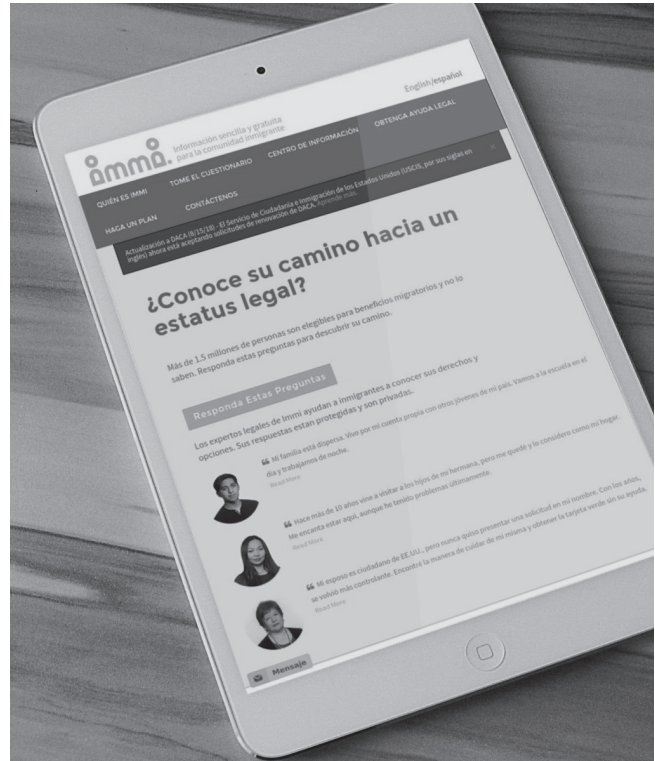 English/español
immi.
Información sencilla y gratuita
para la comunidad inmigrante
QUIÉN ES IMMI
TOME EL CUESTIONARIO
CENTRO DE INFORMACIÓN
OBTENGA AYUDA LEGAL
HAGA UN PLAN
CONTÁCTENOS
Actualización a DACA (8/15/18) - El Servicio de Ciudadania e Inmigración de los Estados Unidos (USCIS, por sus siglas en
inglés) ahora está aceptando solicitudes de renovación de DACA. Aprende más.
¿Conoce su camino hacia un
estatus legal?
Más de 1.5 millones de personas son elegibles para beneficios migratorios y no lo
saben. Responda estas preguntas para descubrir su camino.
Responda Estas Preguntas
Los expertos legales de Immi ayudan a inmigrantes a conocer sus derechos y
opciones. Sus respuestas estan protegidas y son privadas.
Mi familia está dispersa. Vivo por mi cuenta propia con otros jóvenes de mi país. Vamos a la escuela en el
día y trabajamos de noche.
Read More
Hace más de 10 años vine a visitar a los hijos de mi hermana, pero me quedé y lo considero como mi hogar.
Me encanta estar aquí, aunque he tenido problemas últimamente.
Read More
Mi esposo es ciudadano de EE.UU., pero nunca quiso presentar una solicitud en mi nombre. Con los años,
se volvió más controlante. Encontré la manera de cuidar de mi misma y obtener la tarjeta verde sin su ayuda.
Read More
Mensaje